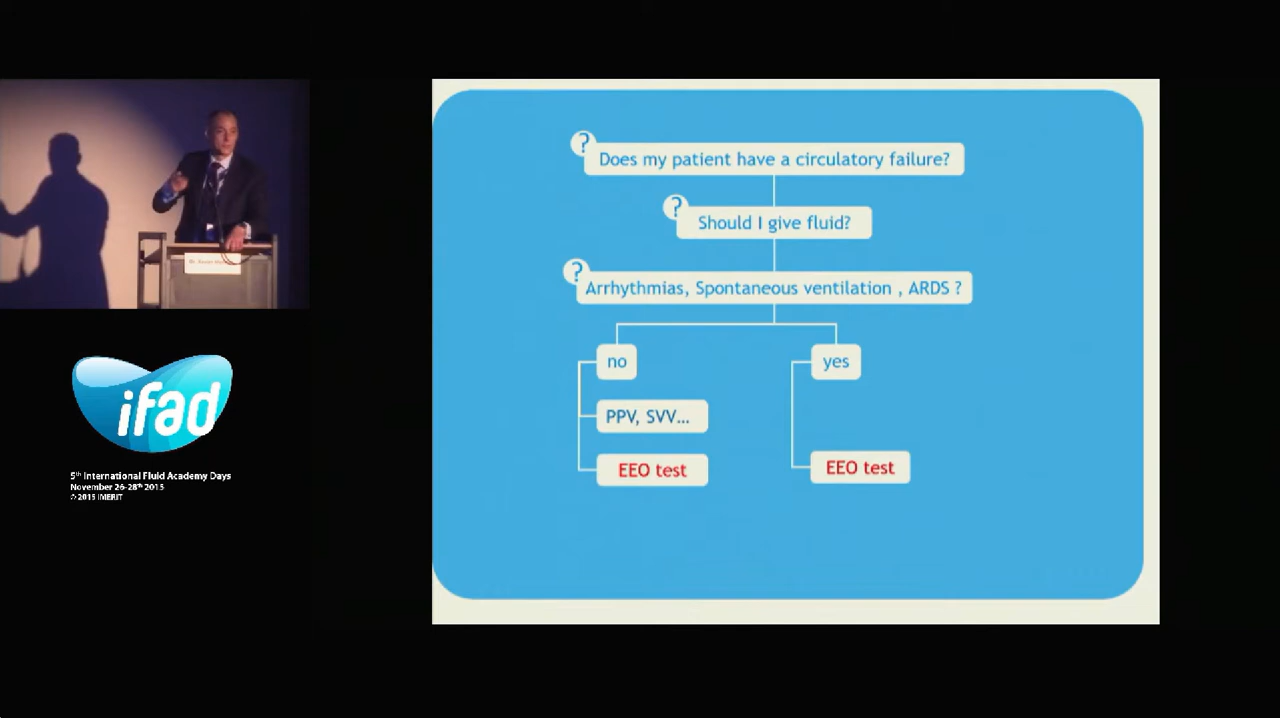 ?
Does my patient have a circulatory failure?
?
Should I give fluid?
?
Arrhythmias, Spontaneous ventilation , ARDS ?
no
yes
PPV, SVV...
EEO test
EEO test
ifad
5th International Fluid Academy Days
November 26-28th 2015
© 2015 IMERIT